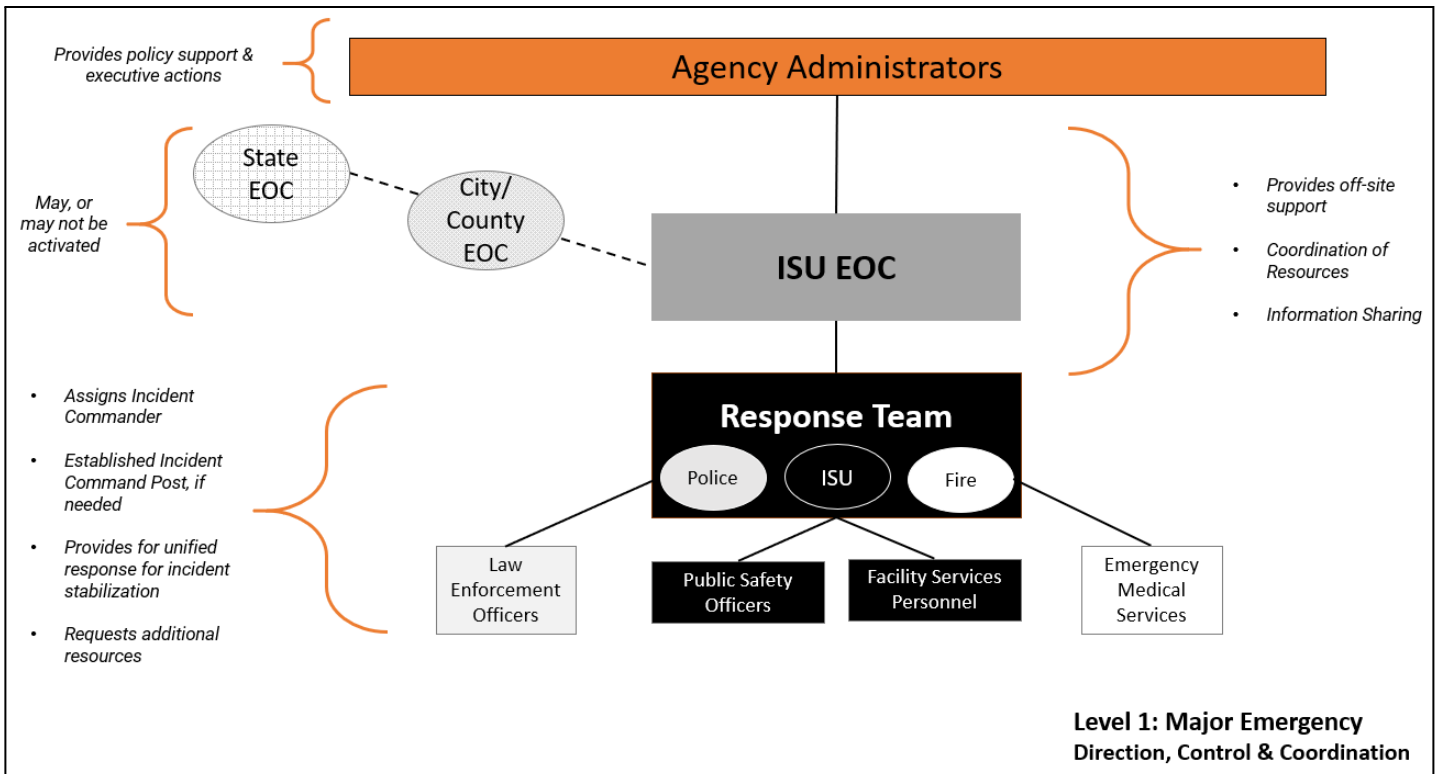 Provides policy support &
executive actions
Agency Administrators
State
EOC
City/
County
EOC
May, or
may not be
activated
ISU EOC
• Provides off-site
support
• Coordination of
Resources
• Information Sharing
• Assigns Incident
Commander
• Established Incident
Command Post, if
needed
• Provides for unified
response for incident
stabilization
• Requests additional
resources
Response Team
Police
ISU
Fire
Law
Enforcement
Officers
Public Safety
Officers
Facility Services
Personnel
Emergency
Medical
Services
Level 1: Major Emergency
Direction, Control & Coordination